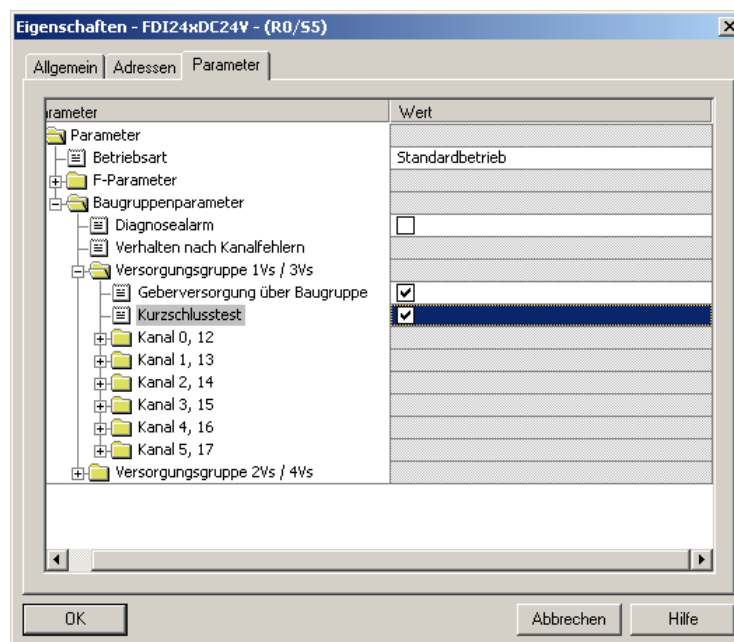 Eigenschaften - FDI24xDC24V - (R0/S5)
Allgemein Adressen Parameter
rameter Wert
Parameter
Betriebsart Standardbetrieb
F-Parameter
Baugruppenparameter
Diagnosealarm
Verhalten nach Kanalfehlern
Versorgungsgruppe 1Vs / 3Vs
Geberversorgung über Baugruppe
Kurzschlusstest
Kanal 0, 12
Kanal 1, 13
Kanal 2, 14
Kanal 3, 15
Kanal 4, 16
Kanal 5, 17
Versorgungsgruppe 2Vs / 4Vs
OK Abbrechen Hilfe